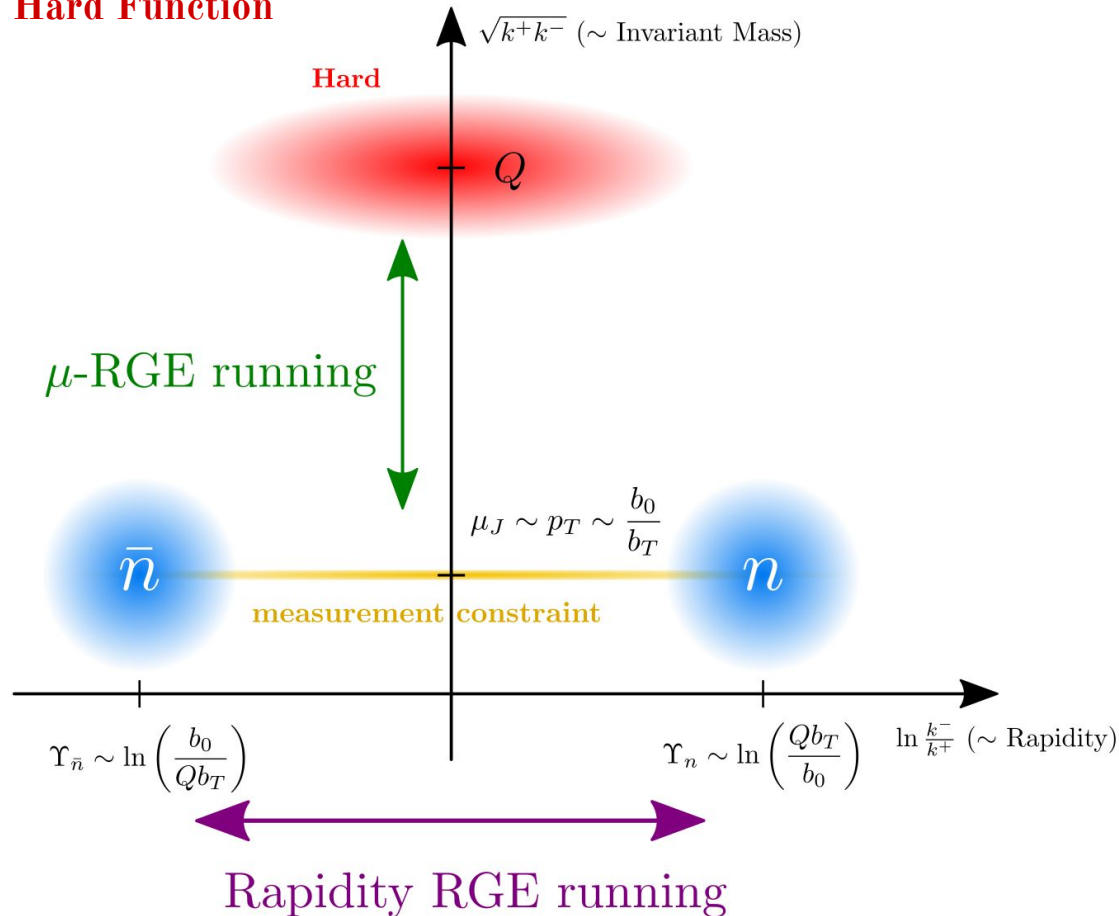 Hard Function
√(k⁺k⁻) (∼ Invariant Mass)
Hard
Q
μ-RGE running
μ_J ∼ p_T ∼ b₀/b_T
n̄
n
measurement constraint
Υ_n̄ ∼ ln(b₀/(Qb_T))
Υ_n ∼ ln(Qb_T/b₀)
ln k⁻/k⁺ (∼ Rapidity)
Rapidity RGE running